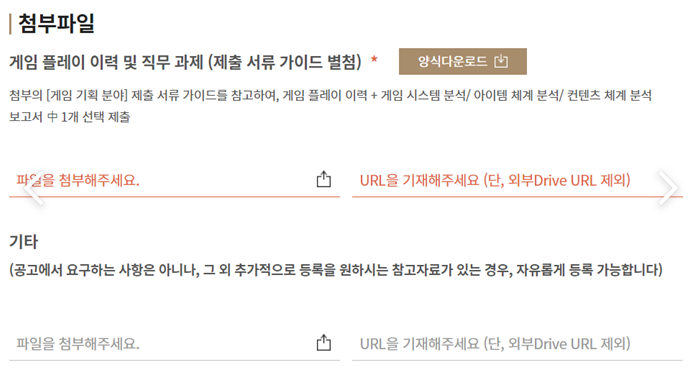 첨부파일
게임 플레이 이력 및 직무 과제 (제출 서류 가이드 별첨) * 양식다운로드
첨부의 [게임 기획 분야] 제출 서류 가이드를 참고하여, 게임 플레이 이력 + 게임 시스템 분석/ 아이템 체계 분석/ 컨텐츠 체계 분석
보고서 中 1개 선택 제출
파일을 첨부해주세요. URL을 기재해주세요 (단, 외부Drive URL 제외)
기타
(공고에서 요구하는 사항은 아니나, 그 외 추가적으로 등록을 원하시는 참고자료가 있는 경우, 자유롭게 등록 가능합니다)
파일을 첨부해주세요. URL을 기재해주세요 (단, 외부Drive URL 제외)